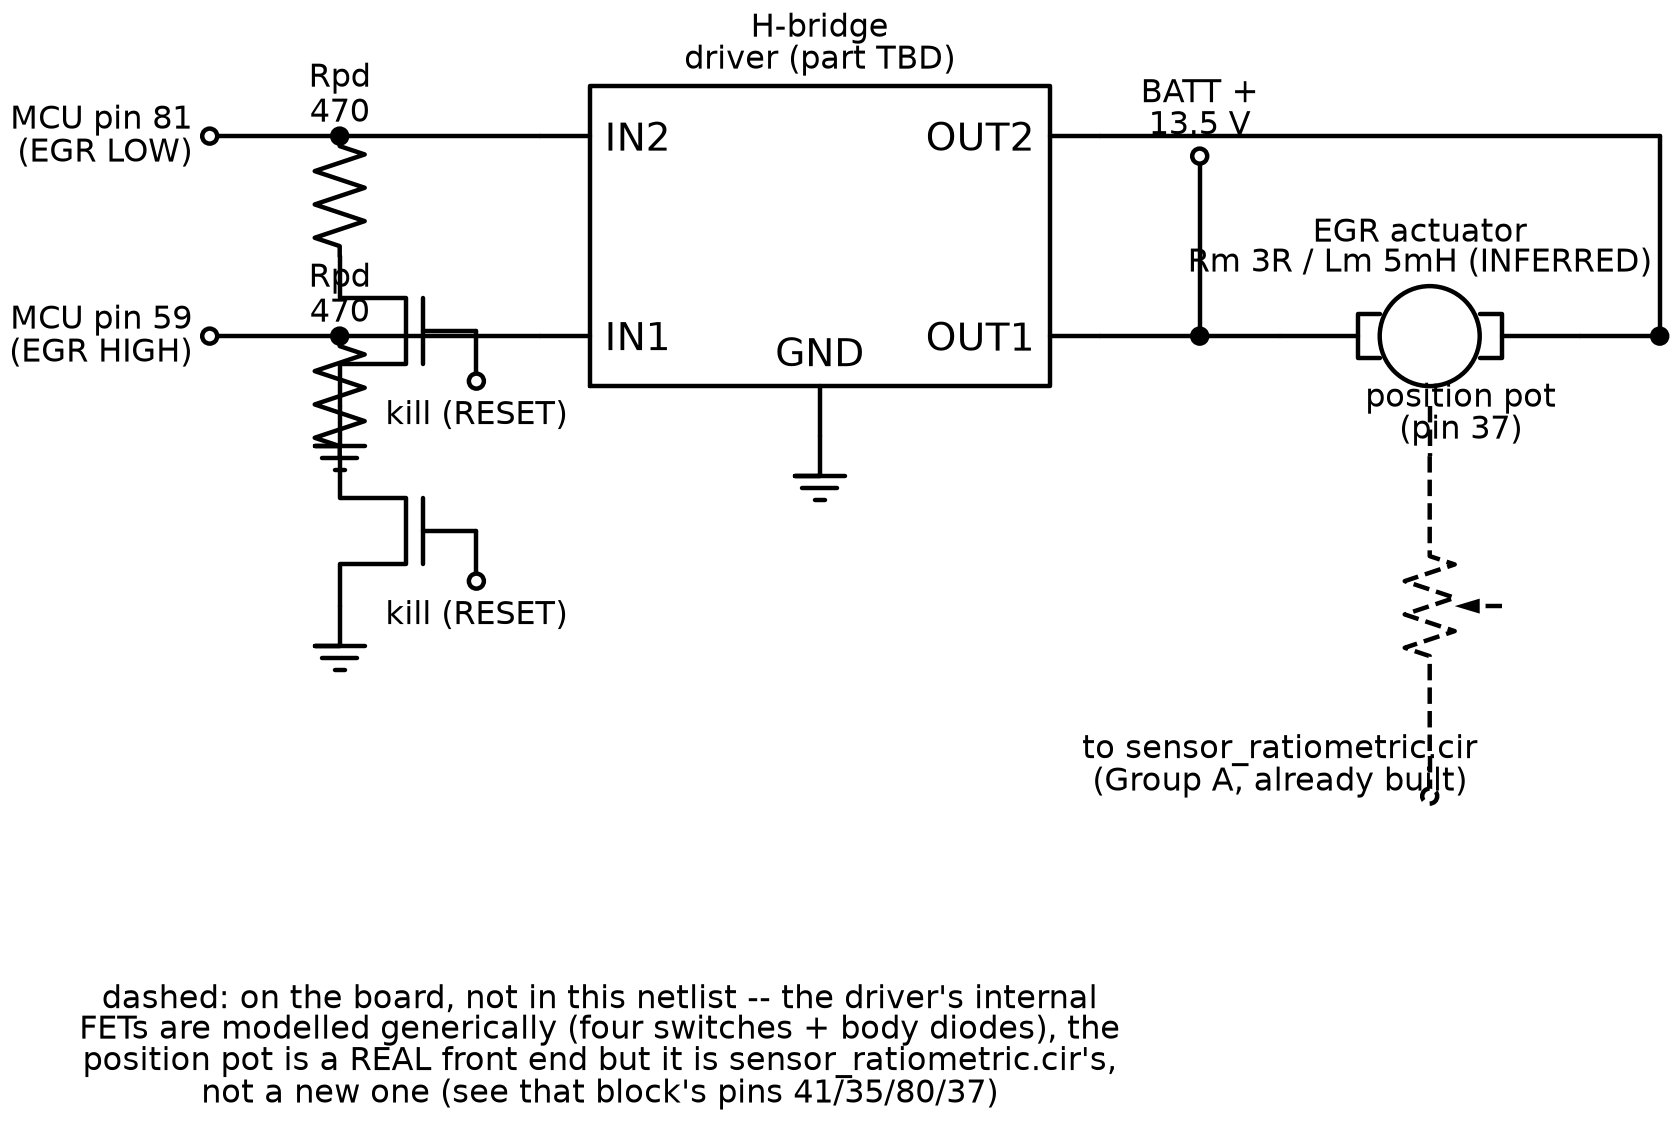 H-bridge
driver (part TBD)
Rpd
470
MCU pin 81
(EGR LOW)
IN2
OUT2
BATT +
13.5 V
EGR actuator
Rm 3R / Lm 5mH (INFERRED)
Rpd
470
MCU pin 59
(EGR HIGH)
IN1
GND
OUT1
kill (RESET)
position pot
(pin 37)
kill (RESET)
to sensor_ratiometric.cir
(Group A, already built)
dashed: on the board, not in this netlist -- the driver's internal
FETs are modelled generically (four switches + body diodes), the
position pot is a REAL front end but it is sensor_ratiometric.cir's,
not a new one (see that block's pins 41/35/80/37)